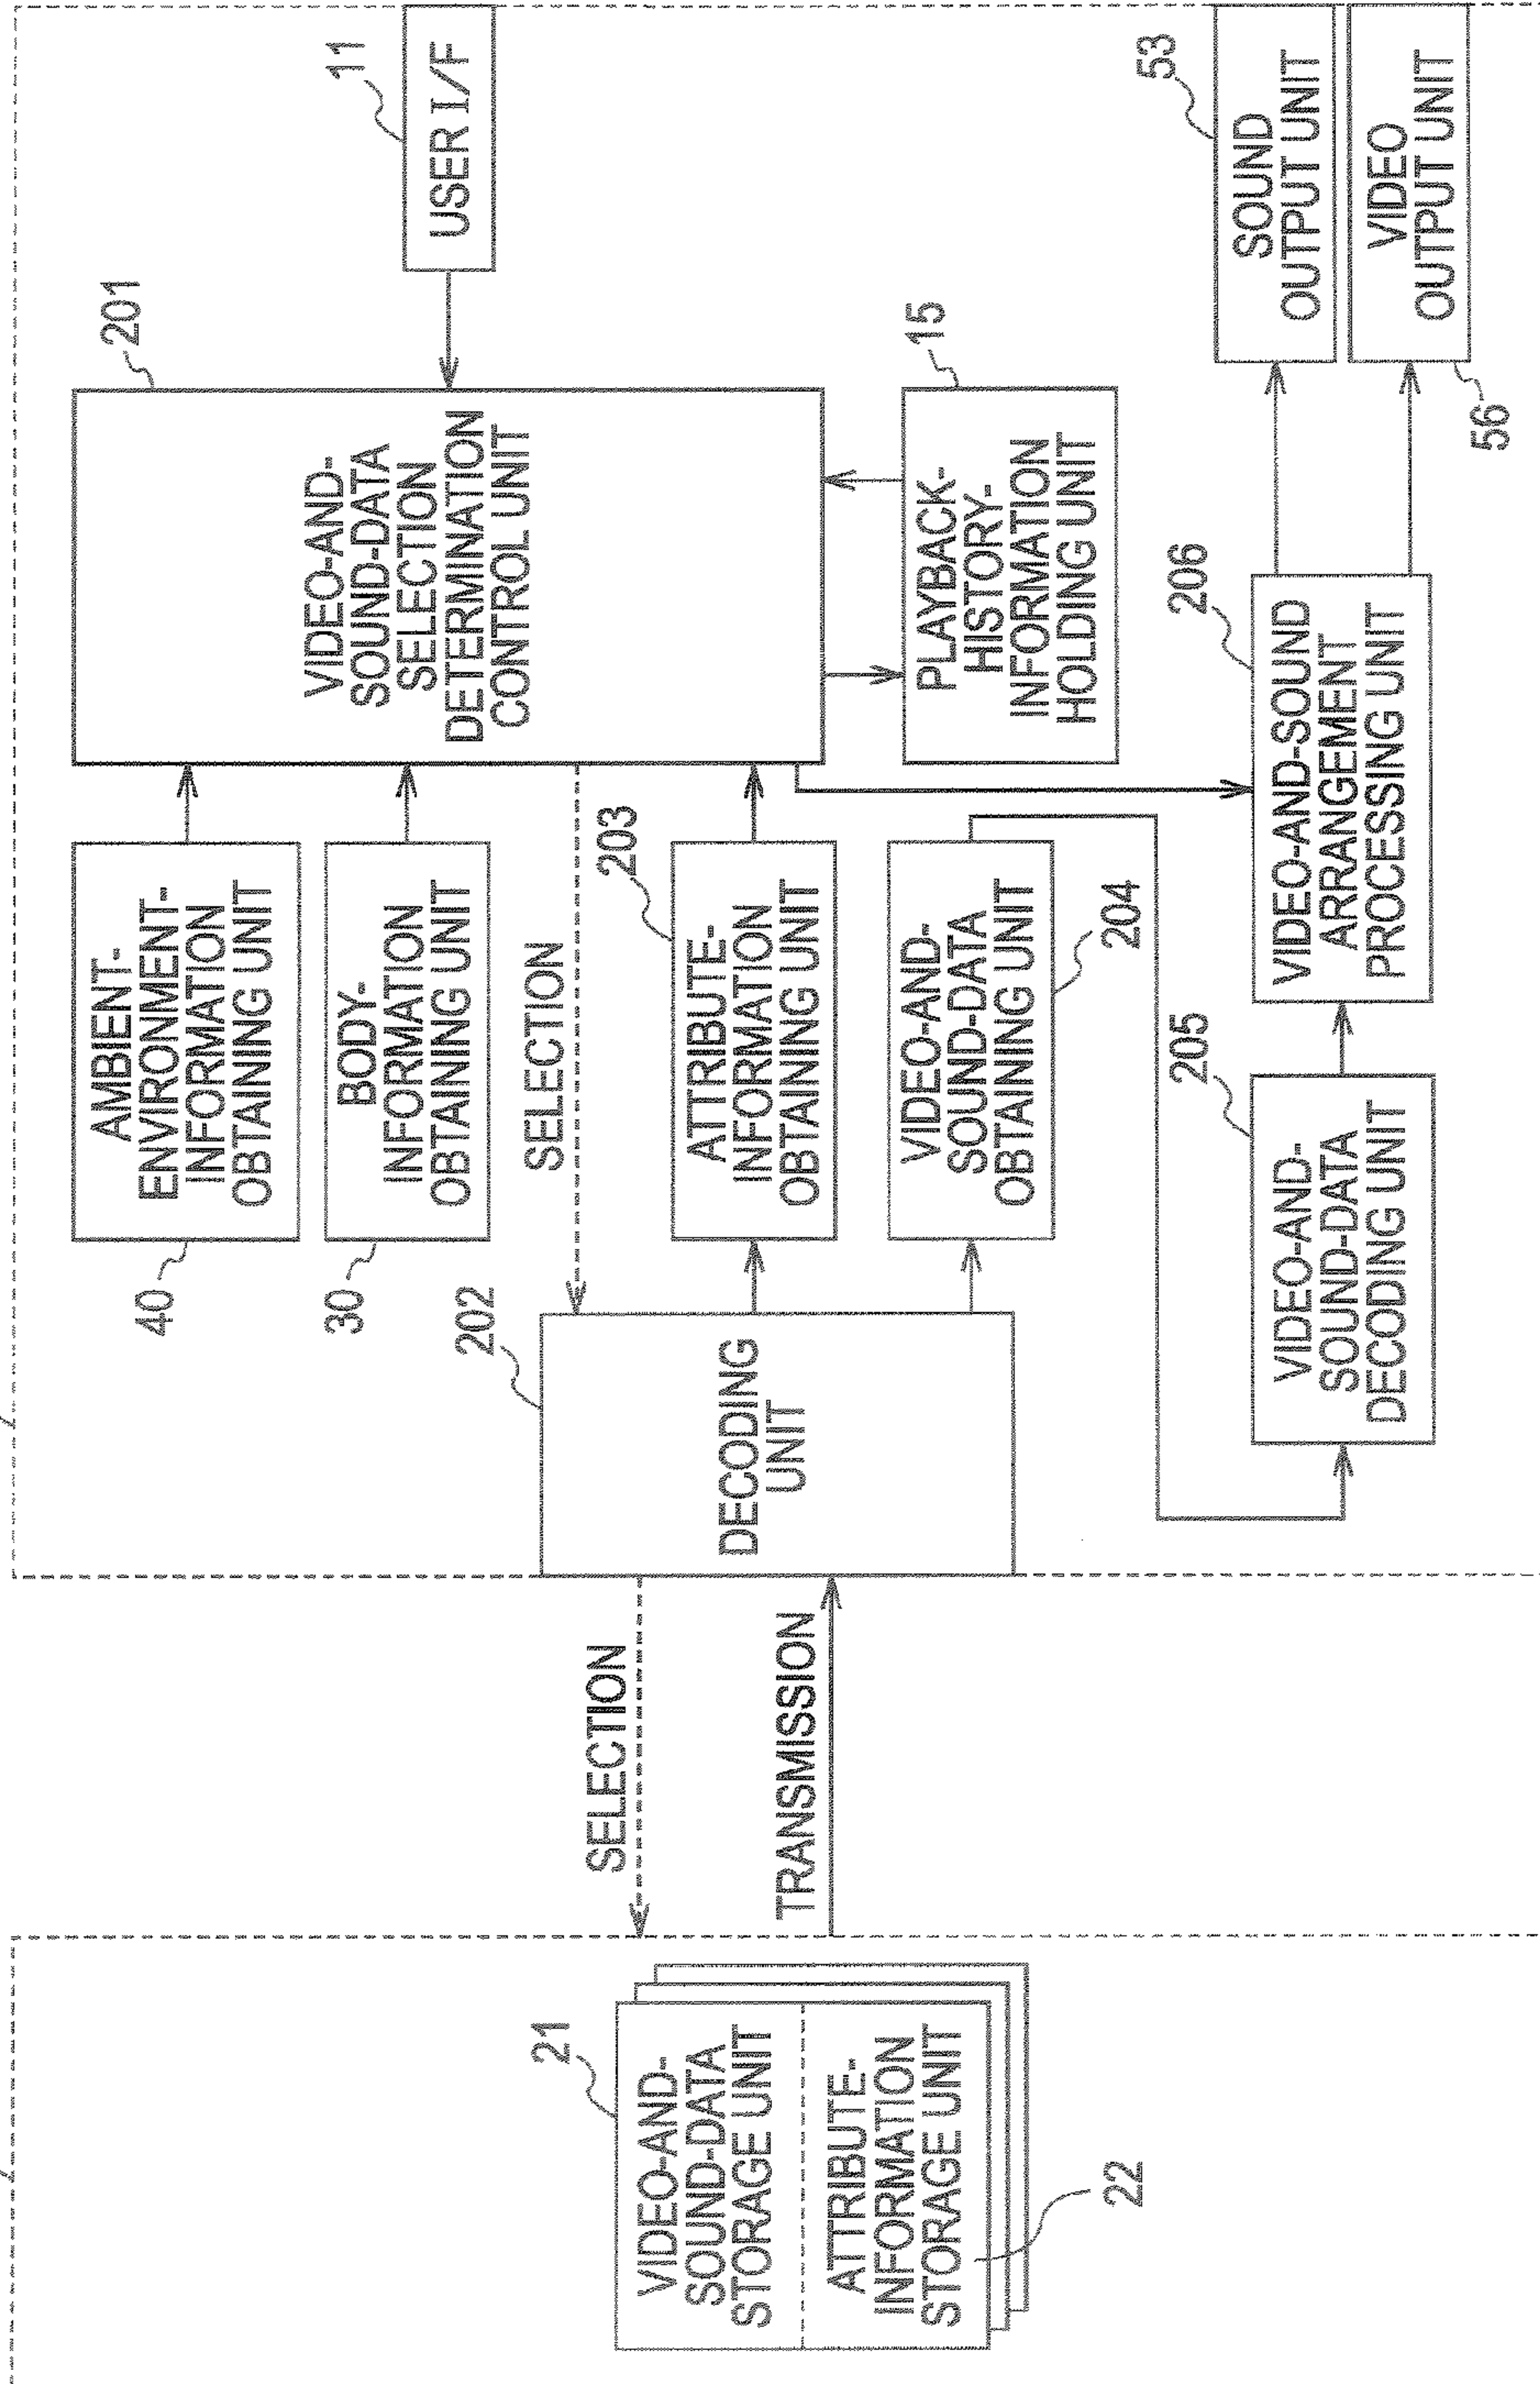 21
VIDEO-AND-
SOUND-DATA
STORAGE UNIT
ATTRIBUTE-
INFORMATION
STORAGE UNIT
22
SELECTION
TRANSMISSION
202
DECODING
UNIT
40
AMBIENT-
ENVIRONMENT-
INFORMATION
OBTAINING UNIT
30
BODY-
INFORMATION
OBTAINING UNIT
SELECTION
203
ATTRIBUTE-
INFORMATION
OBTAINING UNIT
VIDEO-AND-
SOUND-DATA
OBTAINING UNIT
204
205
VIDEO-AND-
SOUND-DATA
DECODING UNIT
201
VIDEO-AND-
SOUND-DATA
SELECTION
DETERMINATION
CONTROL UNIT
15
PLAYBACK-
HISTORY-
INFORMATION
HOLDING UNIT
206
VIDEO-AND-SOUND
ARRANGEMENT
PROCESSING UNIT
11
USER I/F
53
SOUND
OUTPUT UNIT
VIDEO
OUTPUT UNIT
56